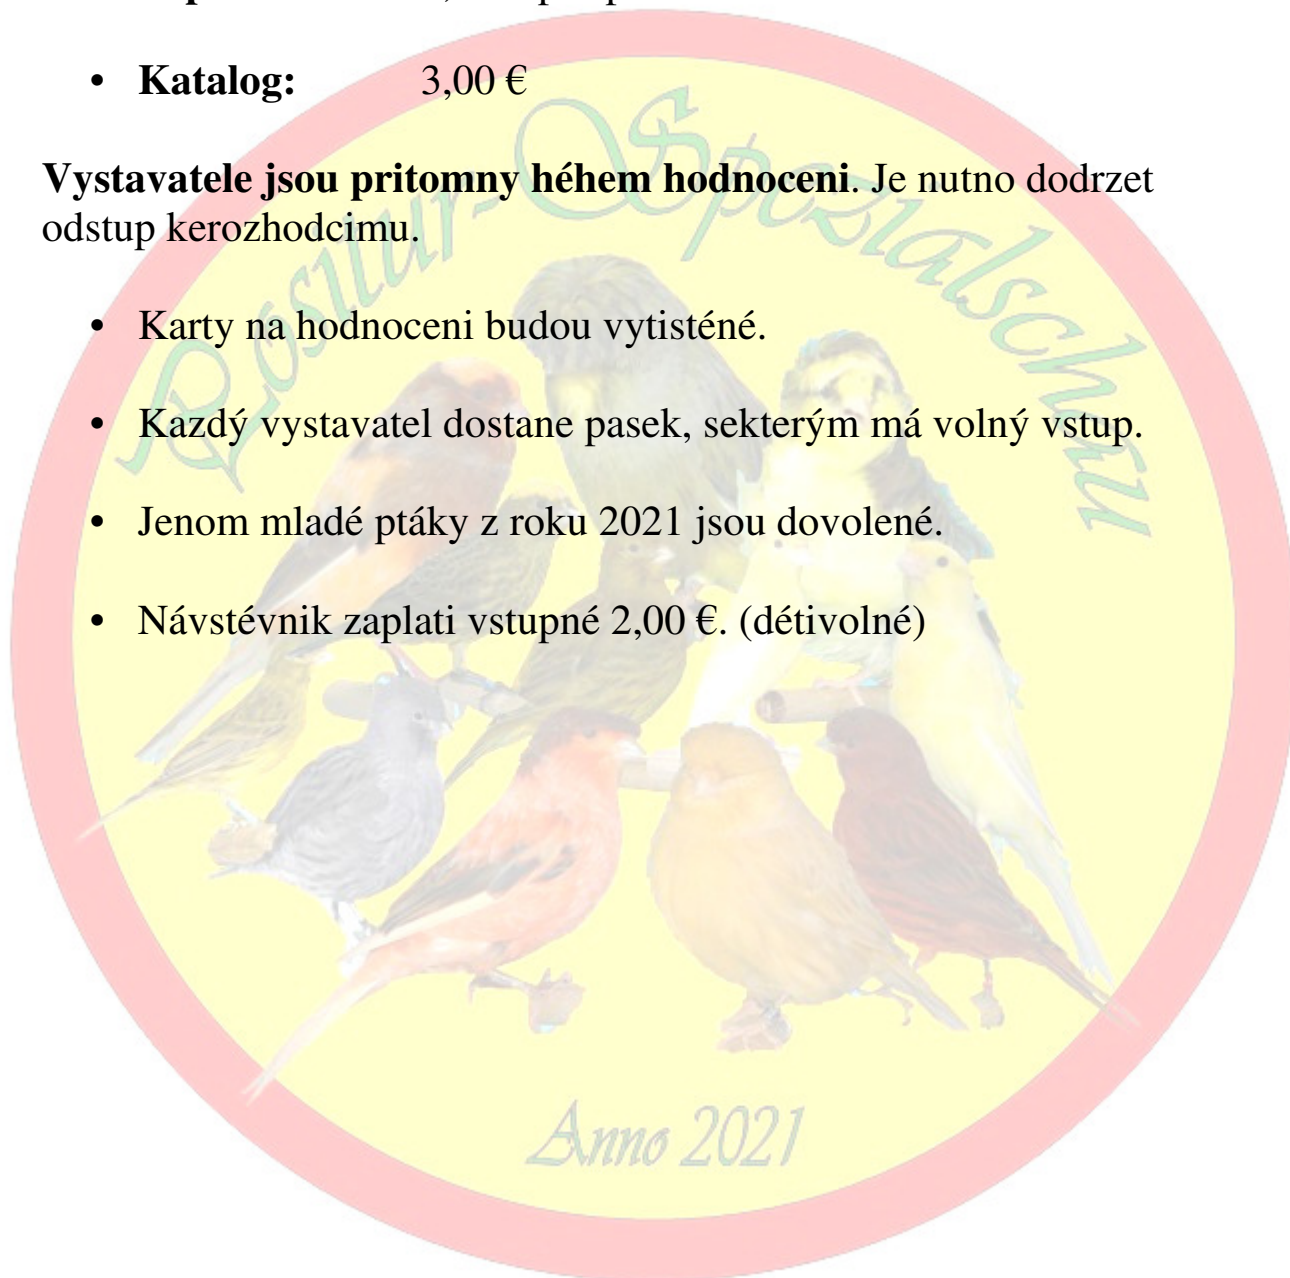 • Katalog: 3,00 €
Vystavatele jsou pritomny héhem hodnoceni. Je nutno dodrzet
odstup kerozhodcimu.
• Karty na hodnoceni budou vytisténé.
• Kazdý vystavatel dostane pasek, sekterým má volný vstup.
• Jenom mladé ptáky z roku 2021 jsou dovolené.
• Návstévnik zaplati vstupné 2,00 €. (détivolné)
Positur-Spezialschau
Anno 2021